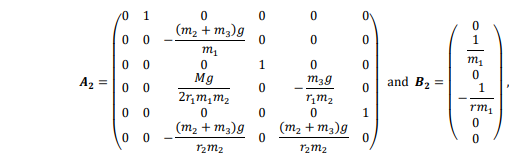 A₂ = ( 0 1 0 0 0 0
0 0 −(m₂ + m₃)g/m₁ 0 0 0
0 0 0 1 0 0
0 0 Mg/2r₁m₁m₂ 0 −m₃g/r₁m₂ 0
0 0 0 0 0 1
0 0 −(m₂ + m₃)g/r₂m₂ 0 (m₂ + m₃)g/r₂m₂ 0 ) and B₂ = ( 0
1/m₁
0
−1/rm₁
0
0 ) ,